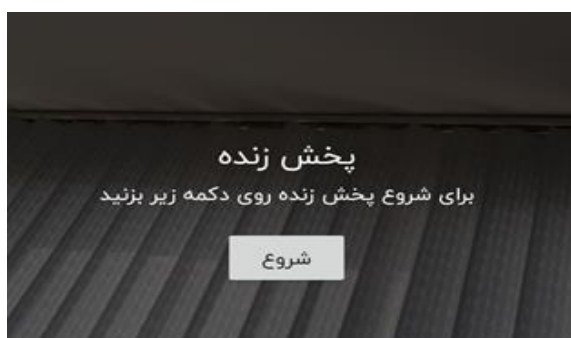 پخش زنده
برای شروع پخش زنده روی دکمه زیر بزنید
شروع